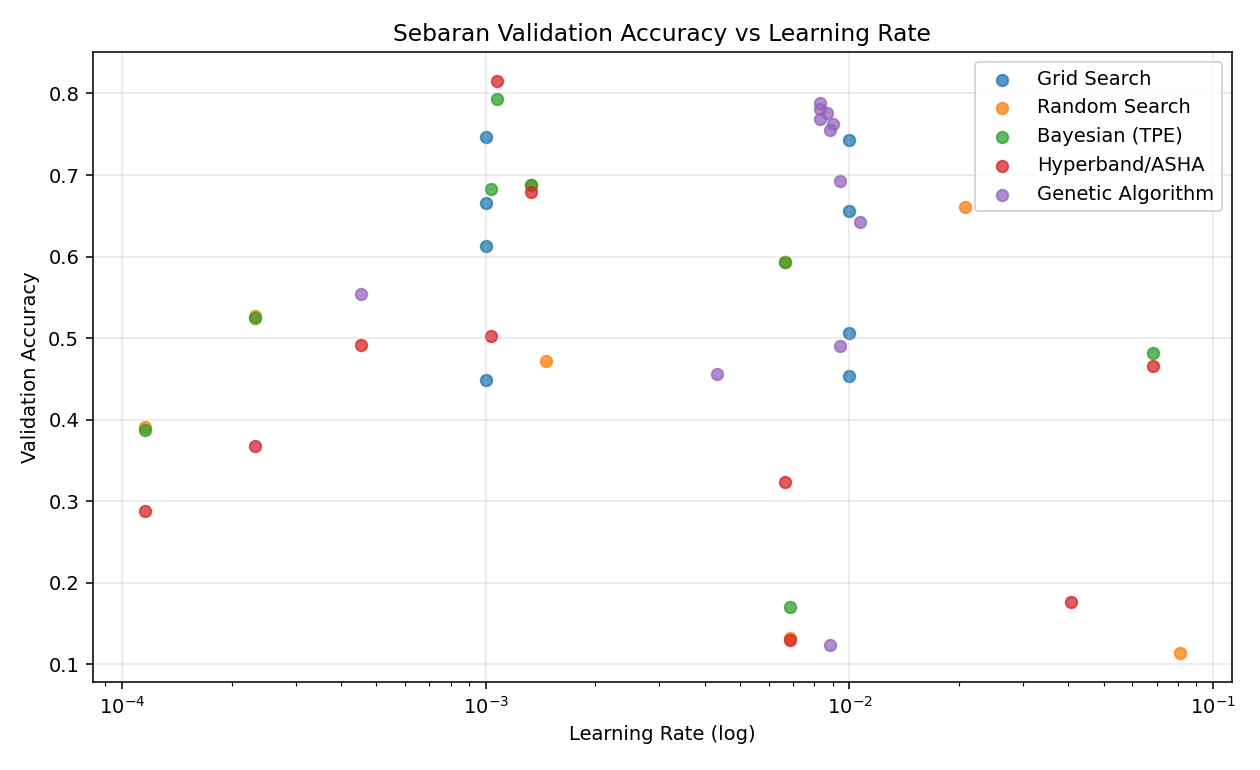 Sebaran Validation Accuracy vs Learning Rate
Validation Accuracy
0.8
0.7
0.6
0.5
0.4
0.3
0.2
0.1
Grid Search
Random Search
Bayesian (TPE)
Hyperband/ASHA
Genetic Algorithm
10⁻⁴ 10⁻³ 10⁻² 10⁻¹
Learning Rate (log)